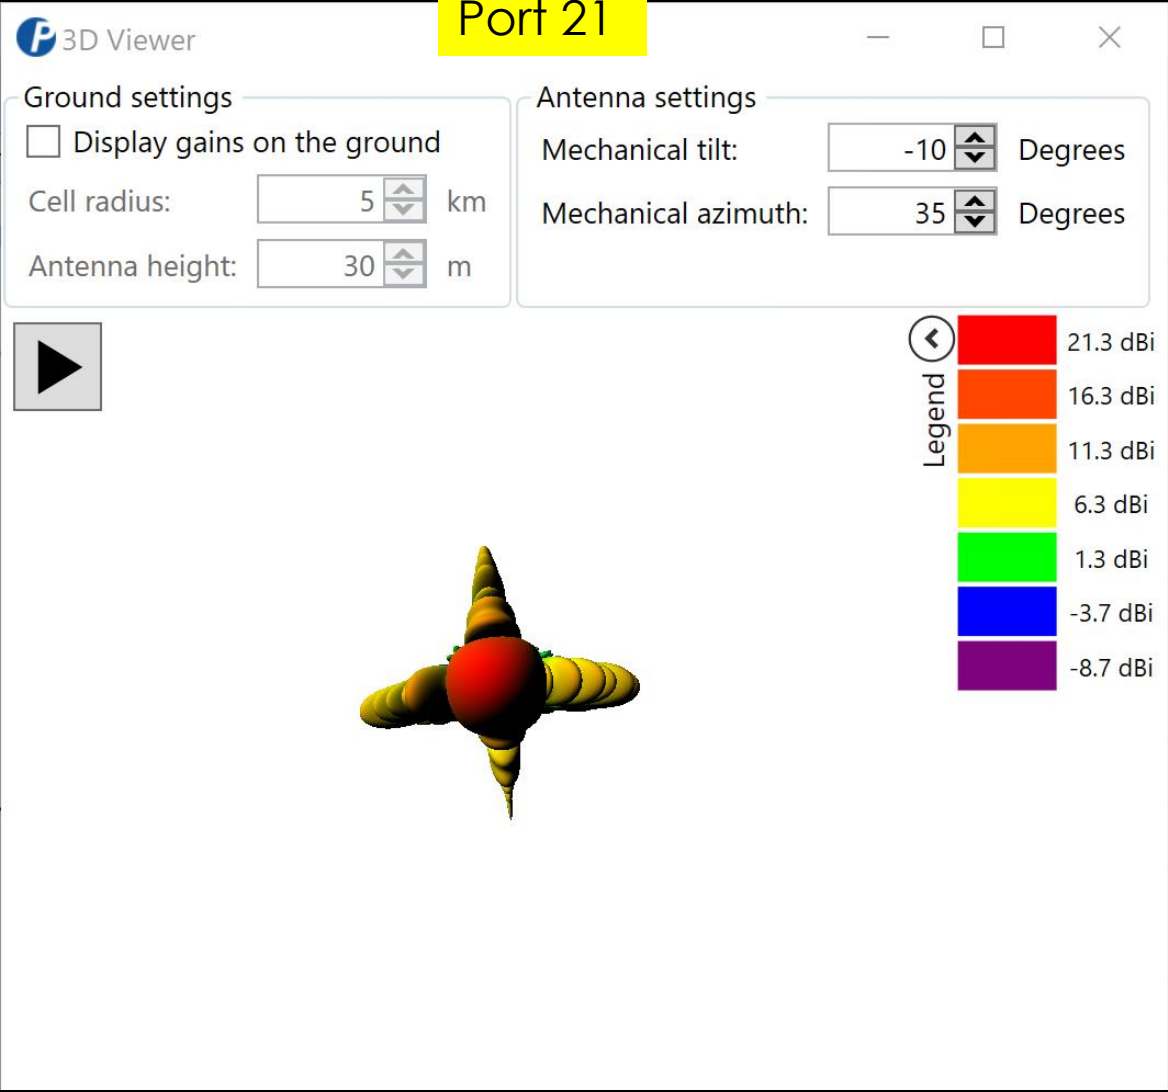 Port 21
3D Viewer
Ground settings
Display gains on the ground
Cell radius: 5 km
Antenna height: 30 m
Antenna settings
Mechanical tilt: -10 Degrees
Mechanical azimuth: 35 Degrees
Legend
21.3 dBi
16.3 dBi
11.3 dBi
6.3 dBi
1.3 dBi
-3.7 dBi
-8.7 dBi